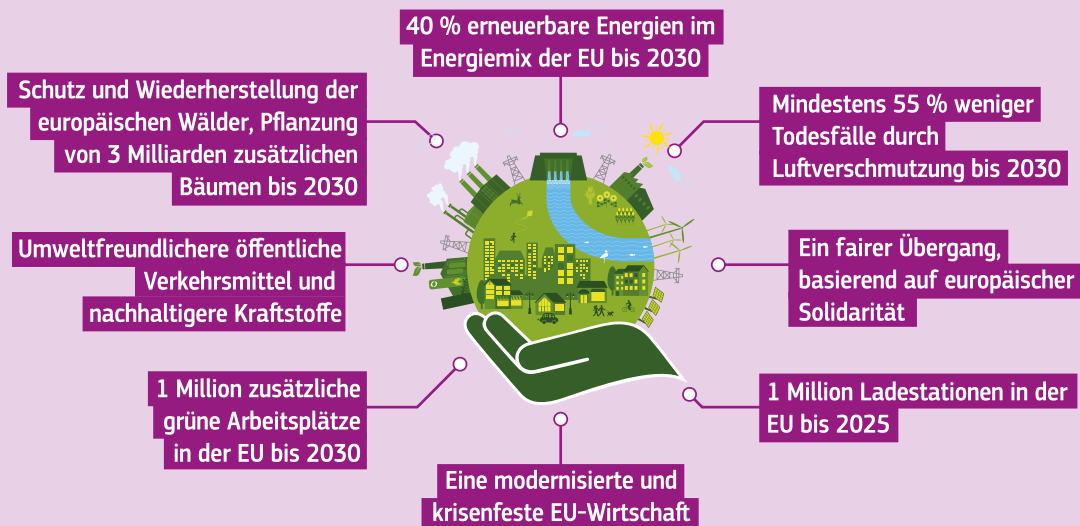 40 % erneuerbare Energien im
Energiemix der EU bis 2030
Schutz und Wiederherstellung der
europäischen Wälder, Pflanzung
von 3 Milliarden zusätzlichen
Bäumen bis 2030
Mindestens 55 % weniger
Todesfälle durch
Luftverschmutzung bis 2030
Umweltfreundlichere öffentliche
Verkehrsmittel und
nachhaltigere Kraftstoffe
Ein fairer Übergang,
basierend auf europäischer
Solidarität
1 Million zusätzliche
grüne Arbeitsplätze
in der EU bis 2030
1 Million Ladestationen in der
EU bis 2025
Eine modernisierte und
krisenfeste EU-Wirtschaft